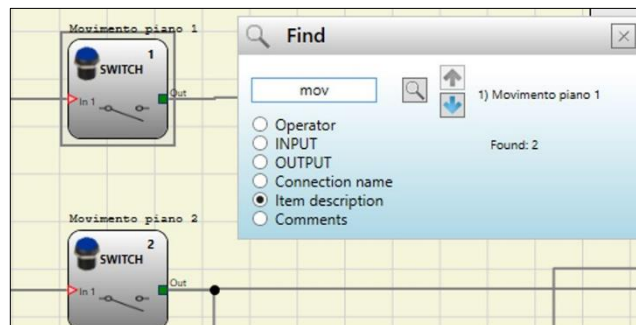 Movimento piano 1
1
SWITCH
In 1
Out
Movimento piano 2
2
SWITCH
In 1
Out
Find
mov
1) Movimento piano 1
Found: 2
Operator
INPUT
OUTPUT
Connection name
Item description
Comments